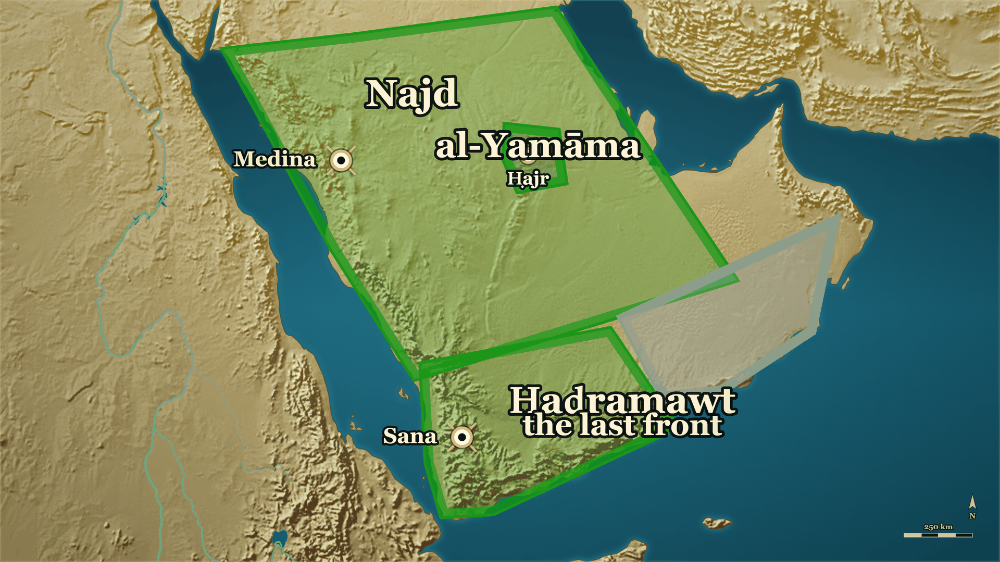 Najd
al-Yamāma
Medina
Ḥajr
Hadramawt
the last front
Sana
N
250 km